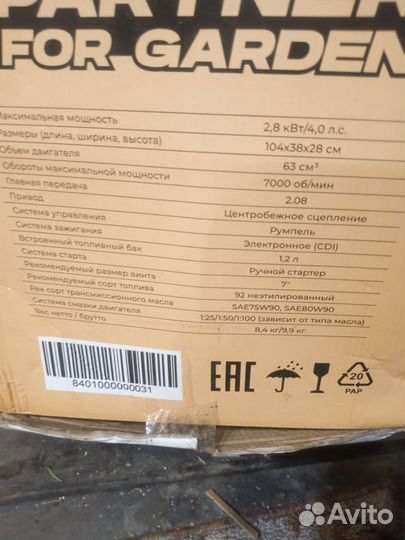 PARTNER
FOR GARDEN
Максимальная мощность 2,8 кВт/4,0 л.с.
Размеры (длина, ширина, высота) 104x38x28 см
Объем двигателя 63 см³
Обороты максимальной мощности 7000 об/мин
Главная передача 2.08
Привод Центробежное сцепление
Система управления Румпель
Система зажигания Электронное (CDI)
Встроенный топливный бак 1,2 л
Система старта Ручной стартер
Рекомендуемый размер винта 7"
Рекомендуемый сорт топлива 92 неэтилированный
Рек сорт трансмиссионного масла SAE75W90, SAE80W90
Система смазки двигателя 1:25/1:50/1:100 (зависит от типа масла)
Вес нетто / брутто 8,4 кг/9,9 кг
8401000000031
EAC
20
PAP
Avito